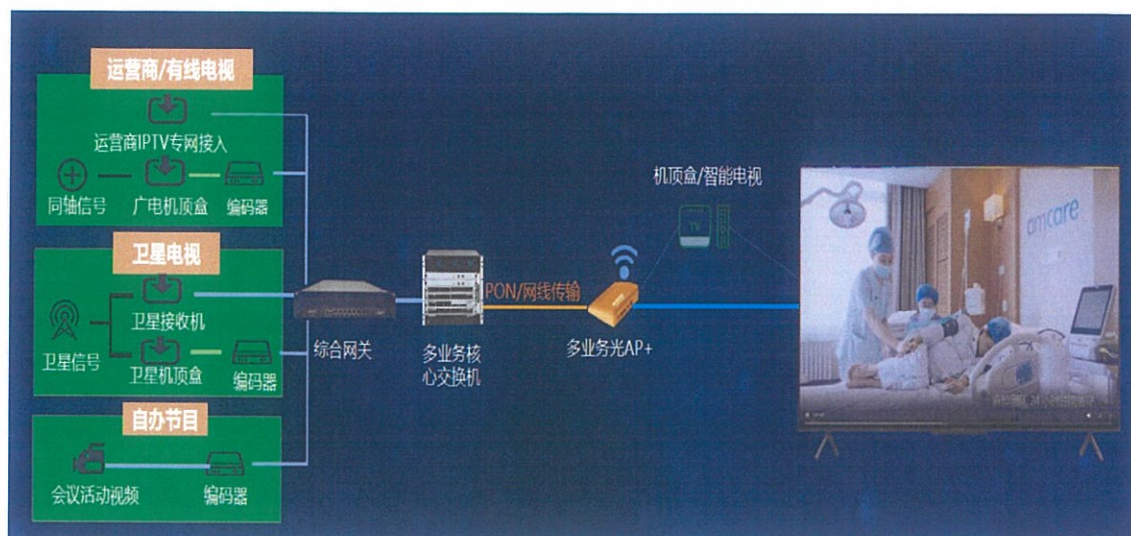 运营商/有线电视
运营商IPTV专网接入
同轴信号
广电机顶盒
编码器
卫星电视
卫星接收机
卫星信号
卫星机顶盒
编码器
自办节目
会议活动视频
编码器
综合网关
多业务核
心交换机
PON/网线传输
多业务光AP+
机顶盒/智能电视
TV
amcare